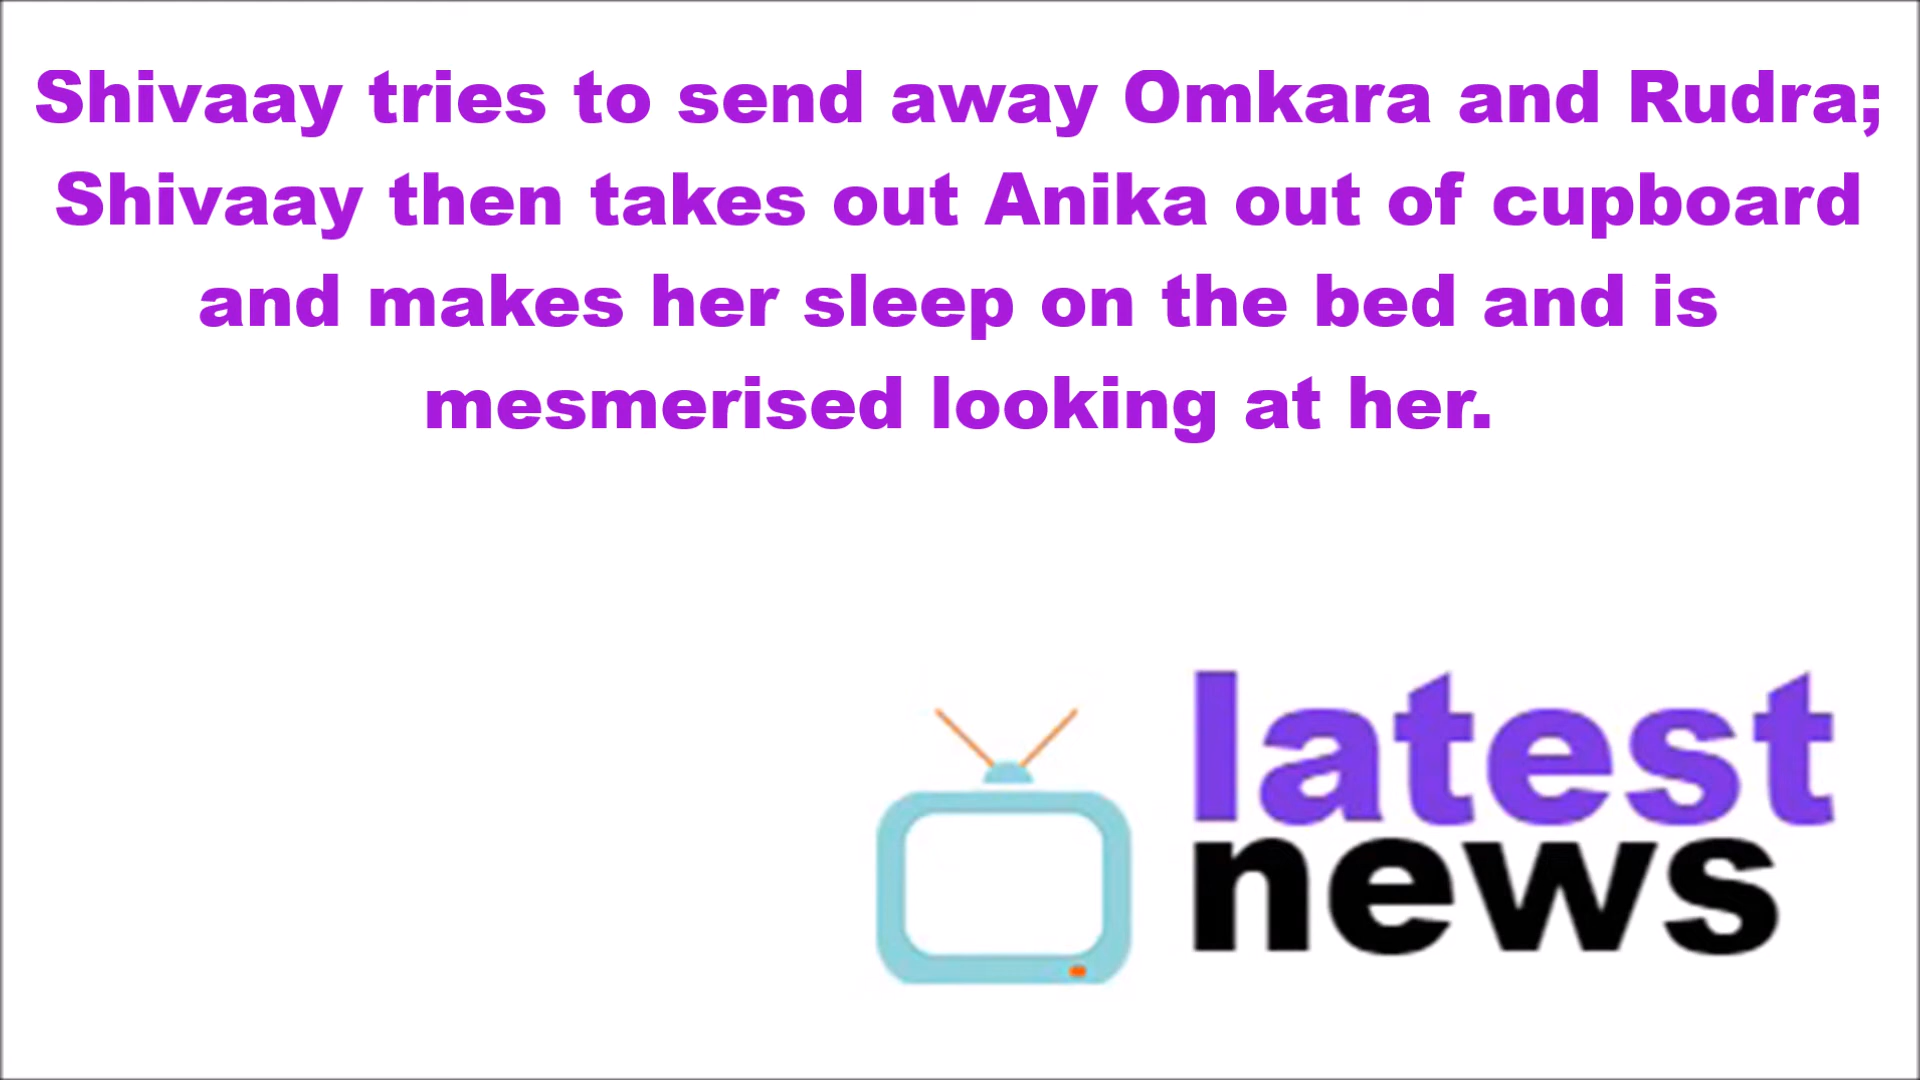 Shivaay tries to send away Omkara and Rudra;
Shivaay then takes out Anika out of cupboard
and makes her sleep on the bed and is
mesmerised looking at her.
latest
news